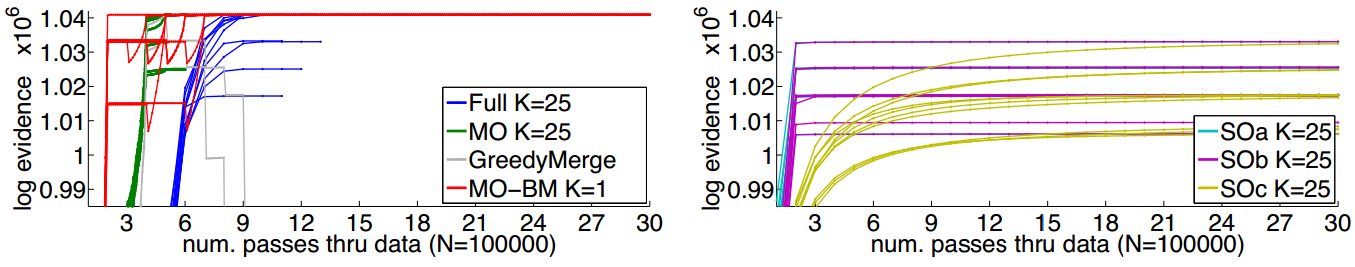 x10^6
1.04
1.03
1.02
1.01
1
0.99
log evidence
Full K=25
MO K=25
GreedyMerge
MO-BM K=1
3 6 9 12 15 18 21 24 27 30
num. passes thru data (N=100000)
x10^6
1.04
1.03
1.02
1.01
1
0.99
log evidence
SOa K=25
SOb K=25
SOc K=25
3 6 9 12 15 18 21 24 27 30
num. passes thru data (N=100000)